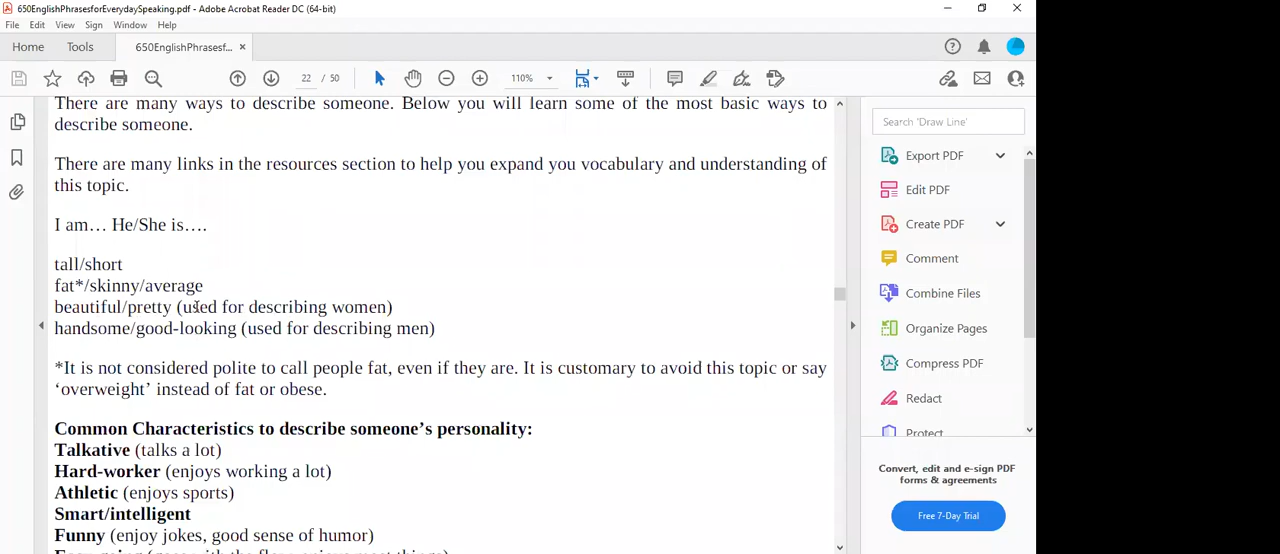 650EnglishPhrasesforEverydaySpeaking.pdf - Adobe Acrobat Reader DC (64-bit)
File Edit View Sign Window Help
Home Tools 650EnglishPhrasesf... ×
22 / 50 110%
There are many ways to describe someone. Below you will learn some of the most basic ways to
describe someone.
There are many links in the resources section to help you expand you vocabulary and understanding of
this topic.
I am… He/She is….
tall/short
fat*/skinny/average
beautiful/pretty (used for describing women)
handsome/good-looking (used for describing men)
*It is not considered polite to call people fat, even if they are. It is customary to avoid this topic or say
‘overweight’ instead of fat or obese.
Common Characteristics to describe someone’s personality:
Talkative (talks a lot)
Hard-worker (enjoys working a lot)
Athletic (enjoys sports)
Smart/intelligent
Funny (enjoy jokes, good sense of humor)
Search 'Draw Line'
Export PDF
Edit PDF
Create PDF
Comment
Combine Files
Organize Pages
Compress PDF
Redact
Protect
Convert, edit and e-sign PDF
forms & agreements
Free 7-Day Trial